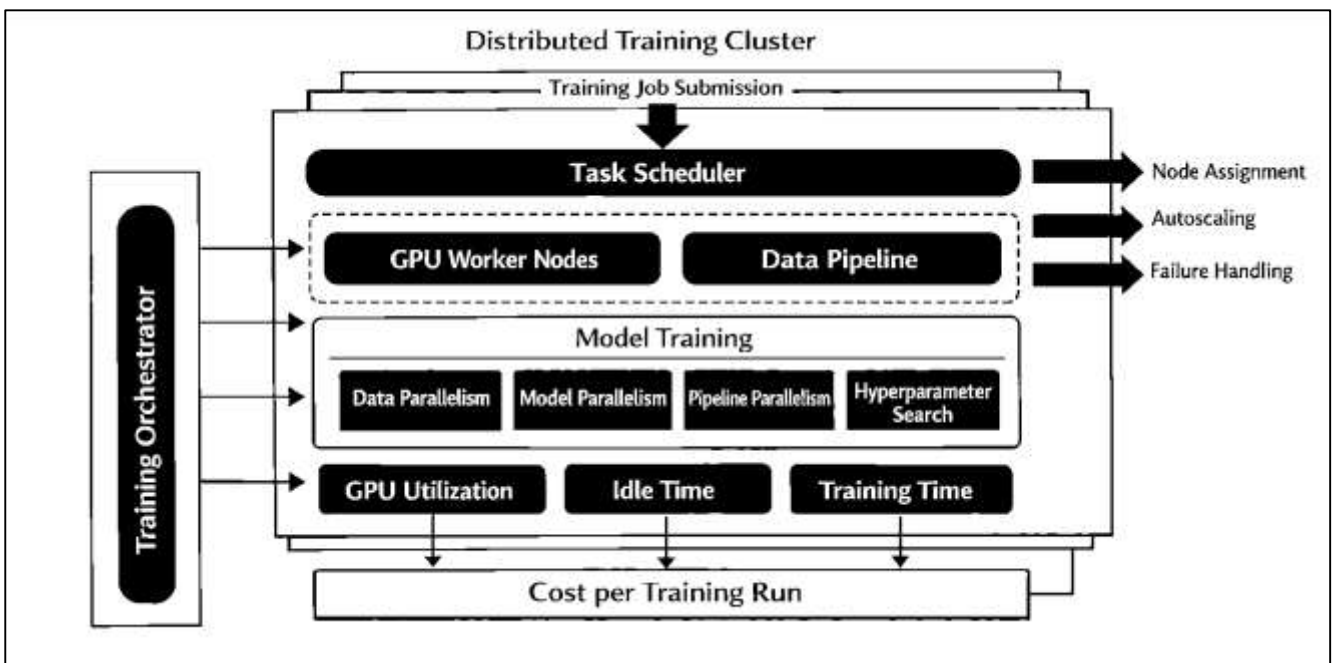 Distributed Training Cluster
Training Job Submission
Task Scheduler
Node Assignment
Autoscaling
Failure Handling
GPU Worker Nodes
Data Pipeline
Training Orchestrator
Model Training
Data Parallelism
Model Parallelism
Pipeline Parallelism
Hyperparameter
Search
GPU Utilization
Idle Time
Training Time
Cost per Training Run